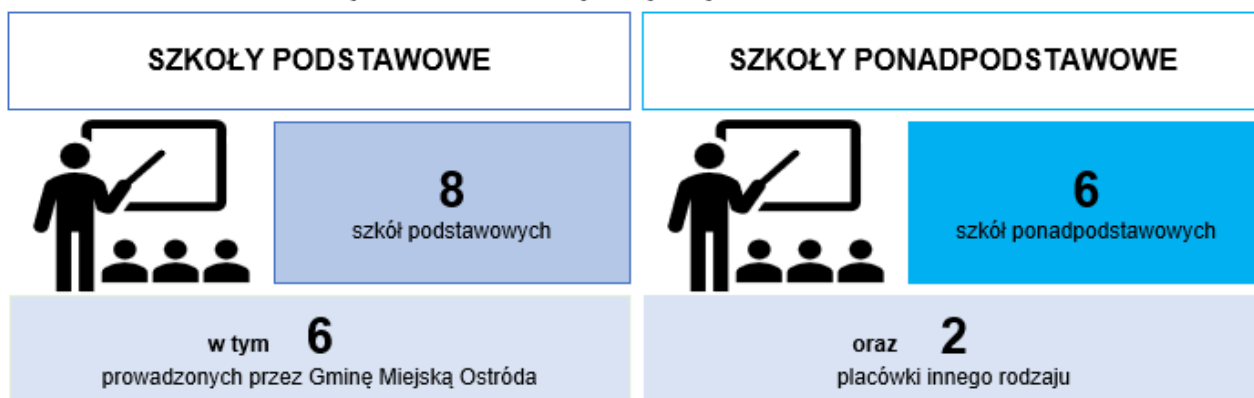 SZKOŁY PODSTAWOWE
SZKOŁY PONADPODSTAWOWE
8
szkół podstawowych
6
szkół ponadpodstawowych
w tym 6
prowadzonych przez Gminę Miejską Ostróda
oraz 2
placówki innego rodzaju